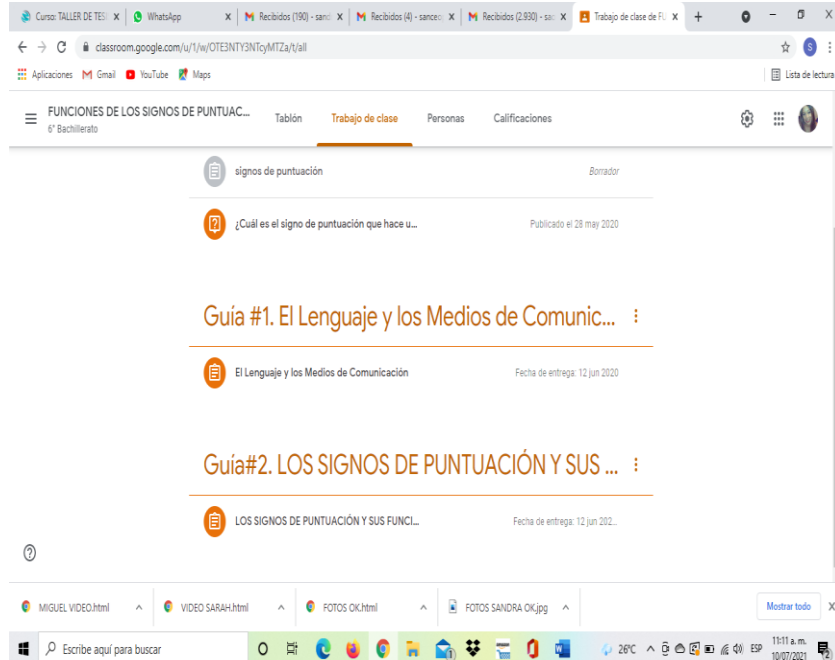 Curso: TALLER DE TES
WhatsApp
Recibidos (190) - sand
Recibidos (4) - sanceo
Recibidos (2.930) - sa
Trabajo de clase de FU
classroom.google.com/u/1/w/OTE3NTY3NTcyMTZa/t/all
Aplicaciones
Gmail
YouTube
Maps
Lista de lectura
FUNCIONES DE LOS SIGNOS DE PUNTUAC...
6° Bachillerato
Tablón
Trabajo de clase
Personas
Calificaciones
S
signos de puntuación
Borrador
¿Cuál es el signo de puntuación que hace u...
Publicado el 28 may 2020
Guía #1. El Lenguaje y los Medios de Comunic...
El Lenguaje y los Medios de Comunicación
Fecha de entrega: 12 jun 2020
Guía#2. LOS SIGNOS DE PUNTUACIÓN Y SUS ...
LOS SIGNOS DE PUNTUACIÓN Y SUS FUNCI...
Fecha de entrega: 12 jun 202...
MIGUEL VIDEO.html
VIDEO SARAH.html
FOTOS OK.html
FOTOS SANDRA OK.jpg
Mostrar todo
Escribe aquí para buscar
26°C
ESP
11:11 a. m.
10/07/2021